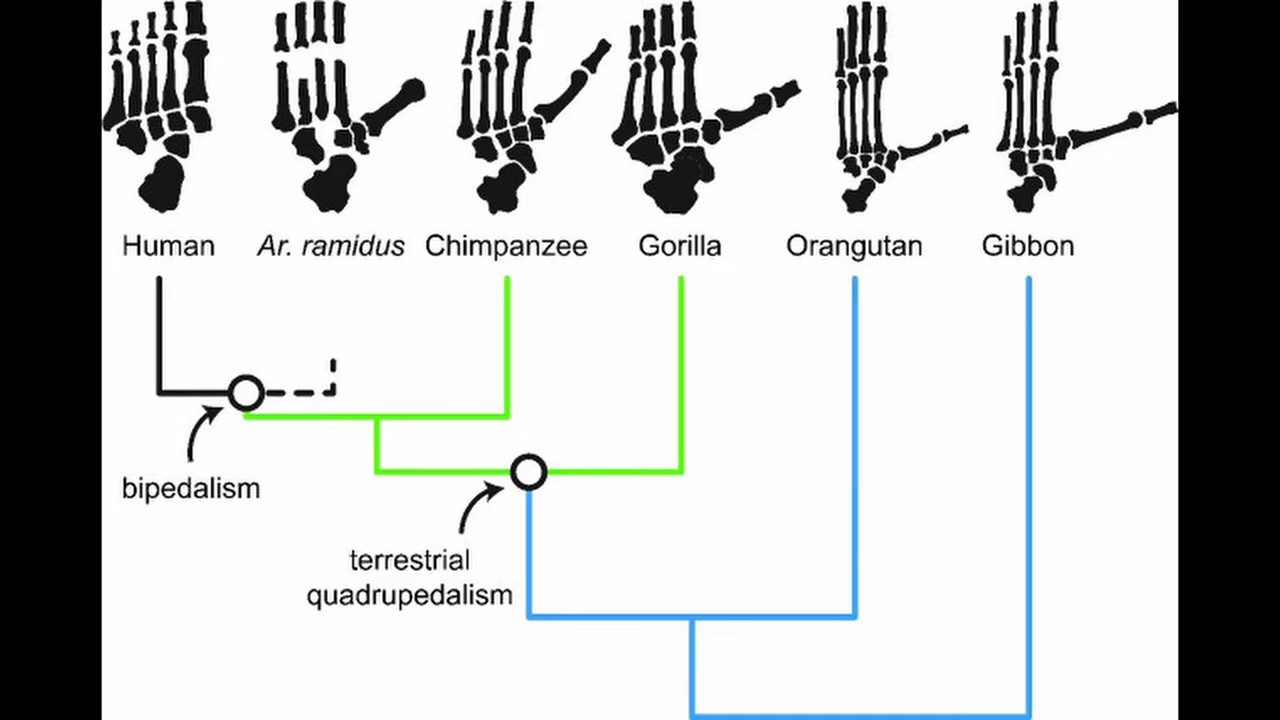 Human Ar. ramidus Chimpanzee Gorilla Orangutan Gibbon
bipedalism
terrestrial
quadrupedalism